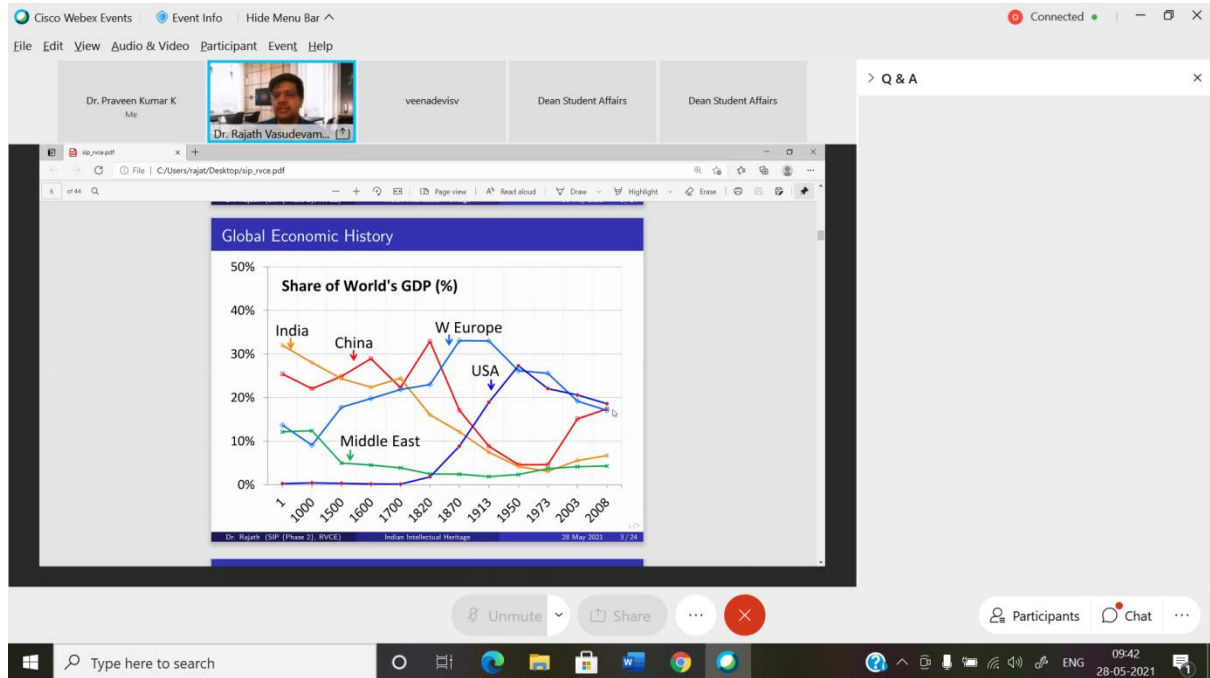 Cisco Webex Events Event Info Hide Menu Bar
Connected
File Edit View Audio & Video Participant Event Help
Dr. Praveen Kumar K
Me
Dr. Rajath Vasudevam...
veenadevisv
Dean Student Affairs
Dean Student Affairs
Q & A
sip_rvce.pdf
File | C:/Users/rajat/Desktop/sip_rvce.pdf
6 of 44 Page view Read aloud Draw Highlight Erase
Global Economic History
Share of World's GDP (%)
50%
40%
30%
20%
10%
0%
India
China
W Europe
USA
Middle East
1 1000 1500 1600 1700 1820 1870 1913 1950 1973 2003 2008
Dr. Rajath (SIP (Phase 2), RVCE) Indian Intellectual Heritage 28 May 2021 3 / 24
Unmute Share
Participants Chat
Type here to search
ENG
09:42
28-05-2021
1